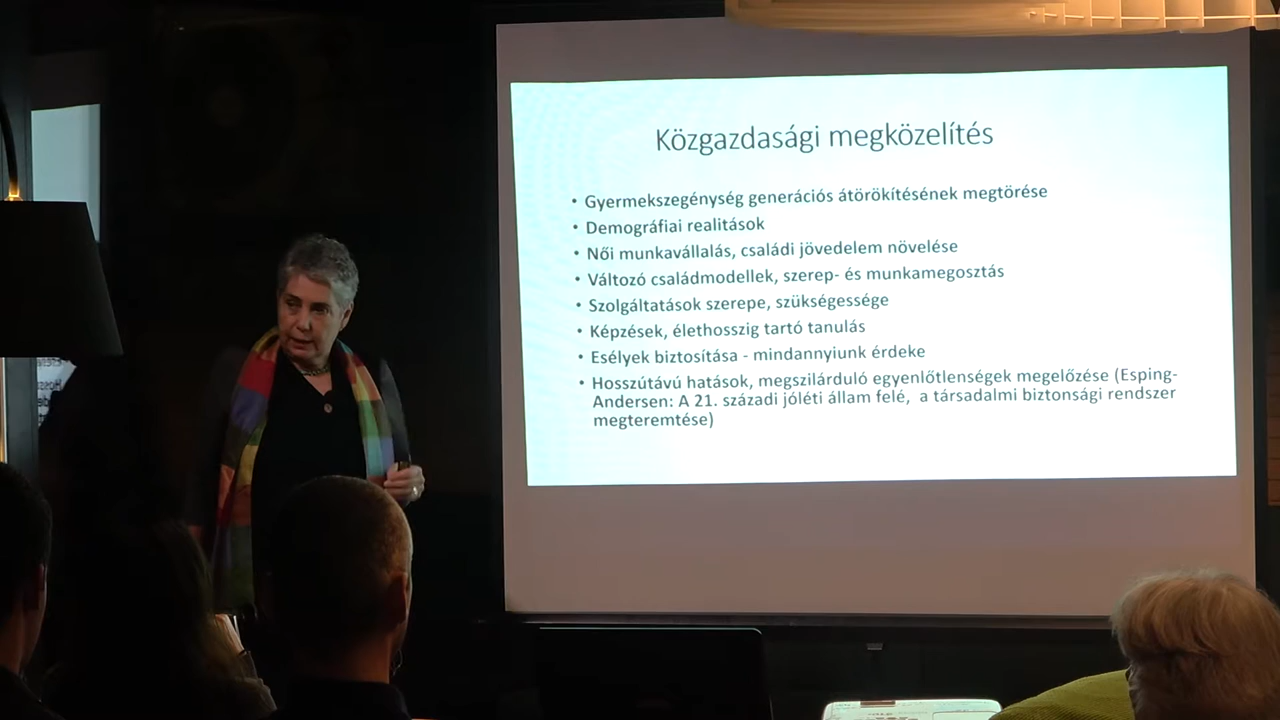 Közgazdasági megközelítés
• Gyermekszegénység generációs átörökítésének megtörése
• Demográfiai realitások
• Női munkavállalás, családi jövedelem növelése
• Változó családmodellek, szerep- és munkamegosztás
• Szolgáltatások szerepe, szükségessége
• Képzések, élethosszig tartó tanulás
• Esélyek biztosítása - mindannyiunk érdeke
• Hosszútávú hatások, megszilárduló egyenlőtlenségek megelőzése (Esping-
Andersen: A 21. századi jóléti állam felé, a társadalmi biztonsági rendszer
megteremtése)